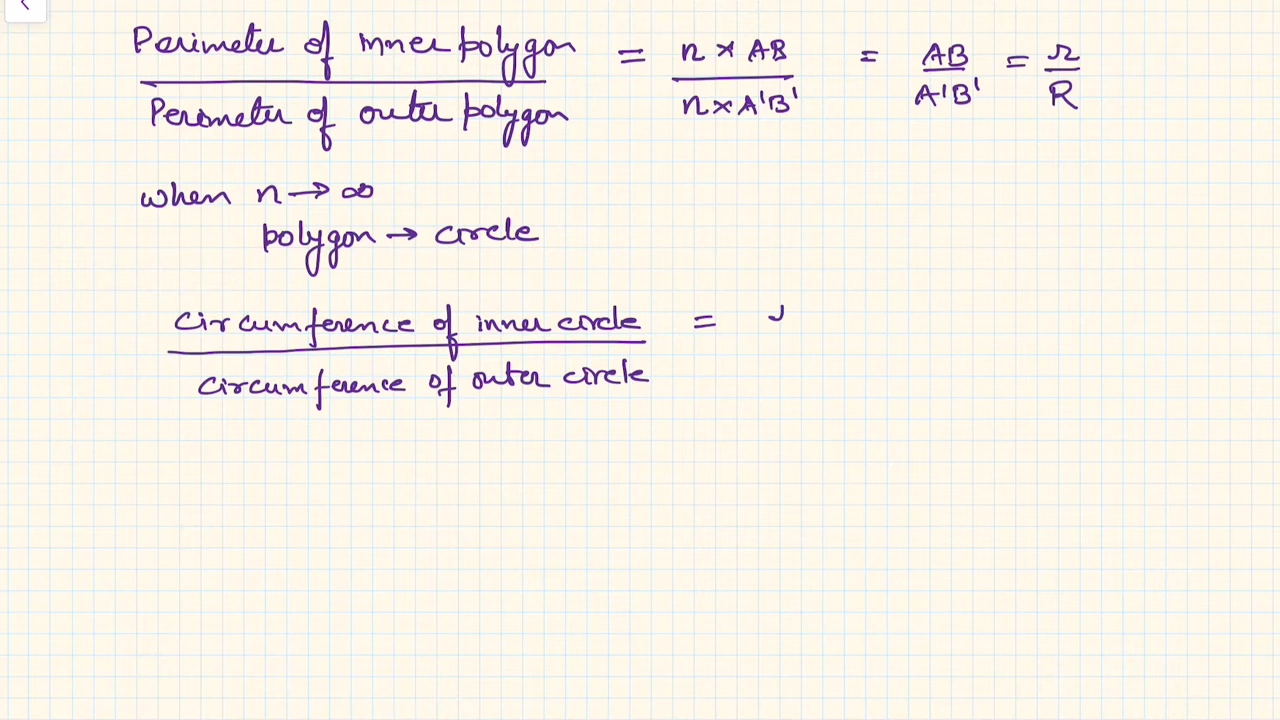 Perimeter of inner polygon = n × AB = AB = r
Perimeter of outer polygon n × A'B' A'B' R
when n → ∞
polygon → circle
circumference of inner circle =
circumference of outer circle